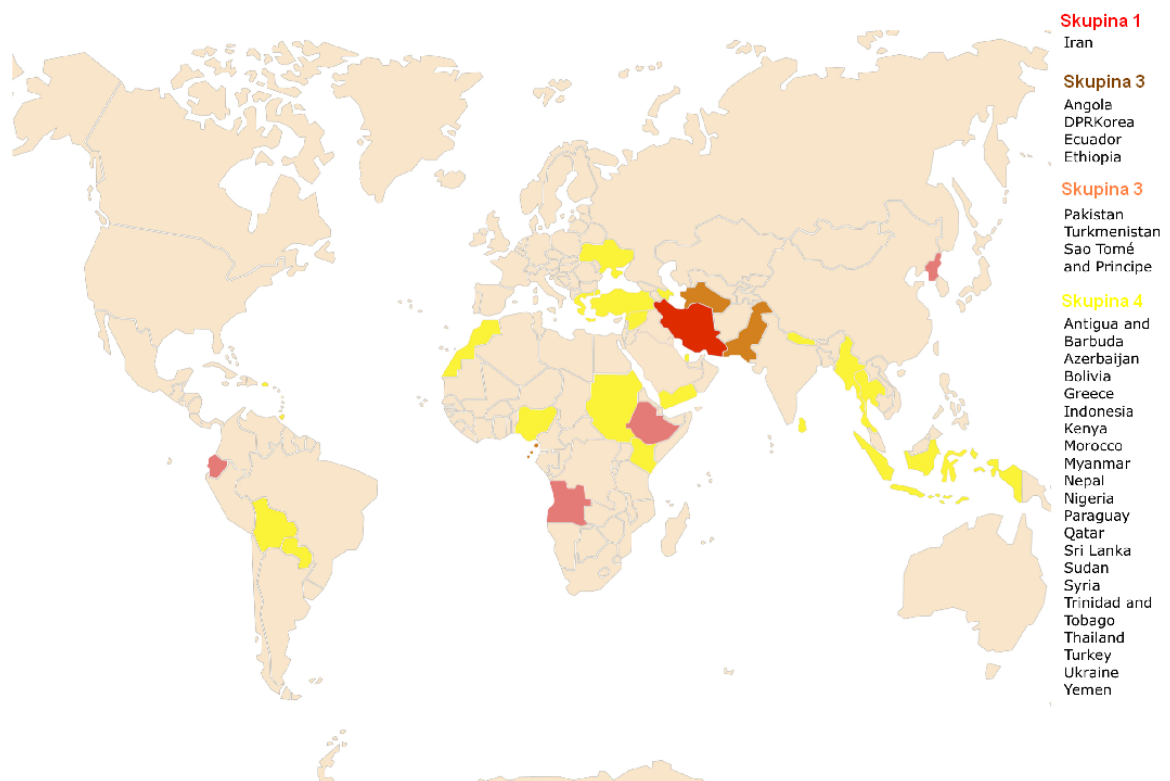 Skupina 1
Iran
Skupina 3
Angola
DPRKorea
Ecuador
Ethiopia
Skupina 3
Pakistan
Turkmenistan
Sao Tomé
and Principe
Skupina 4
Antigua and
Barbuda
Azerbaijan
Bolivia
Greece
Indonesia
Kenya
Morocco
Myanmar
Nepal
Nigeria
Paraguay
Qatar
Sri Lanka
Sudan
Syria
Trinidad and
Tobago
Thailand
Turkey
Ukraine
Yemen